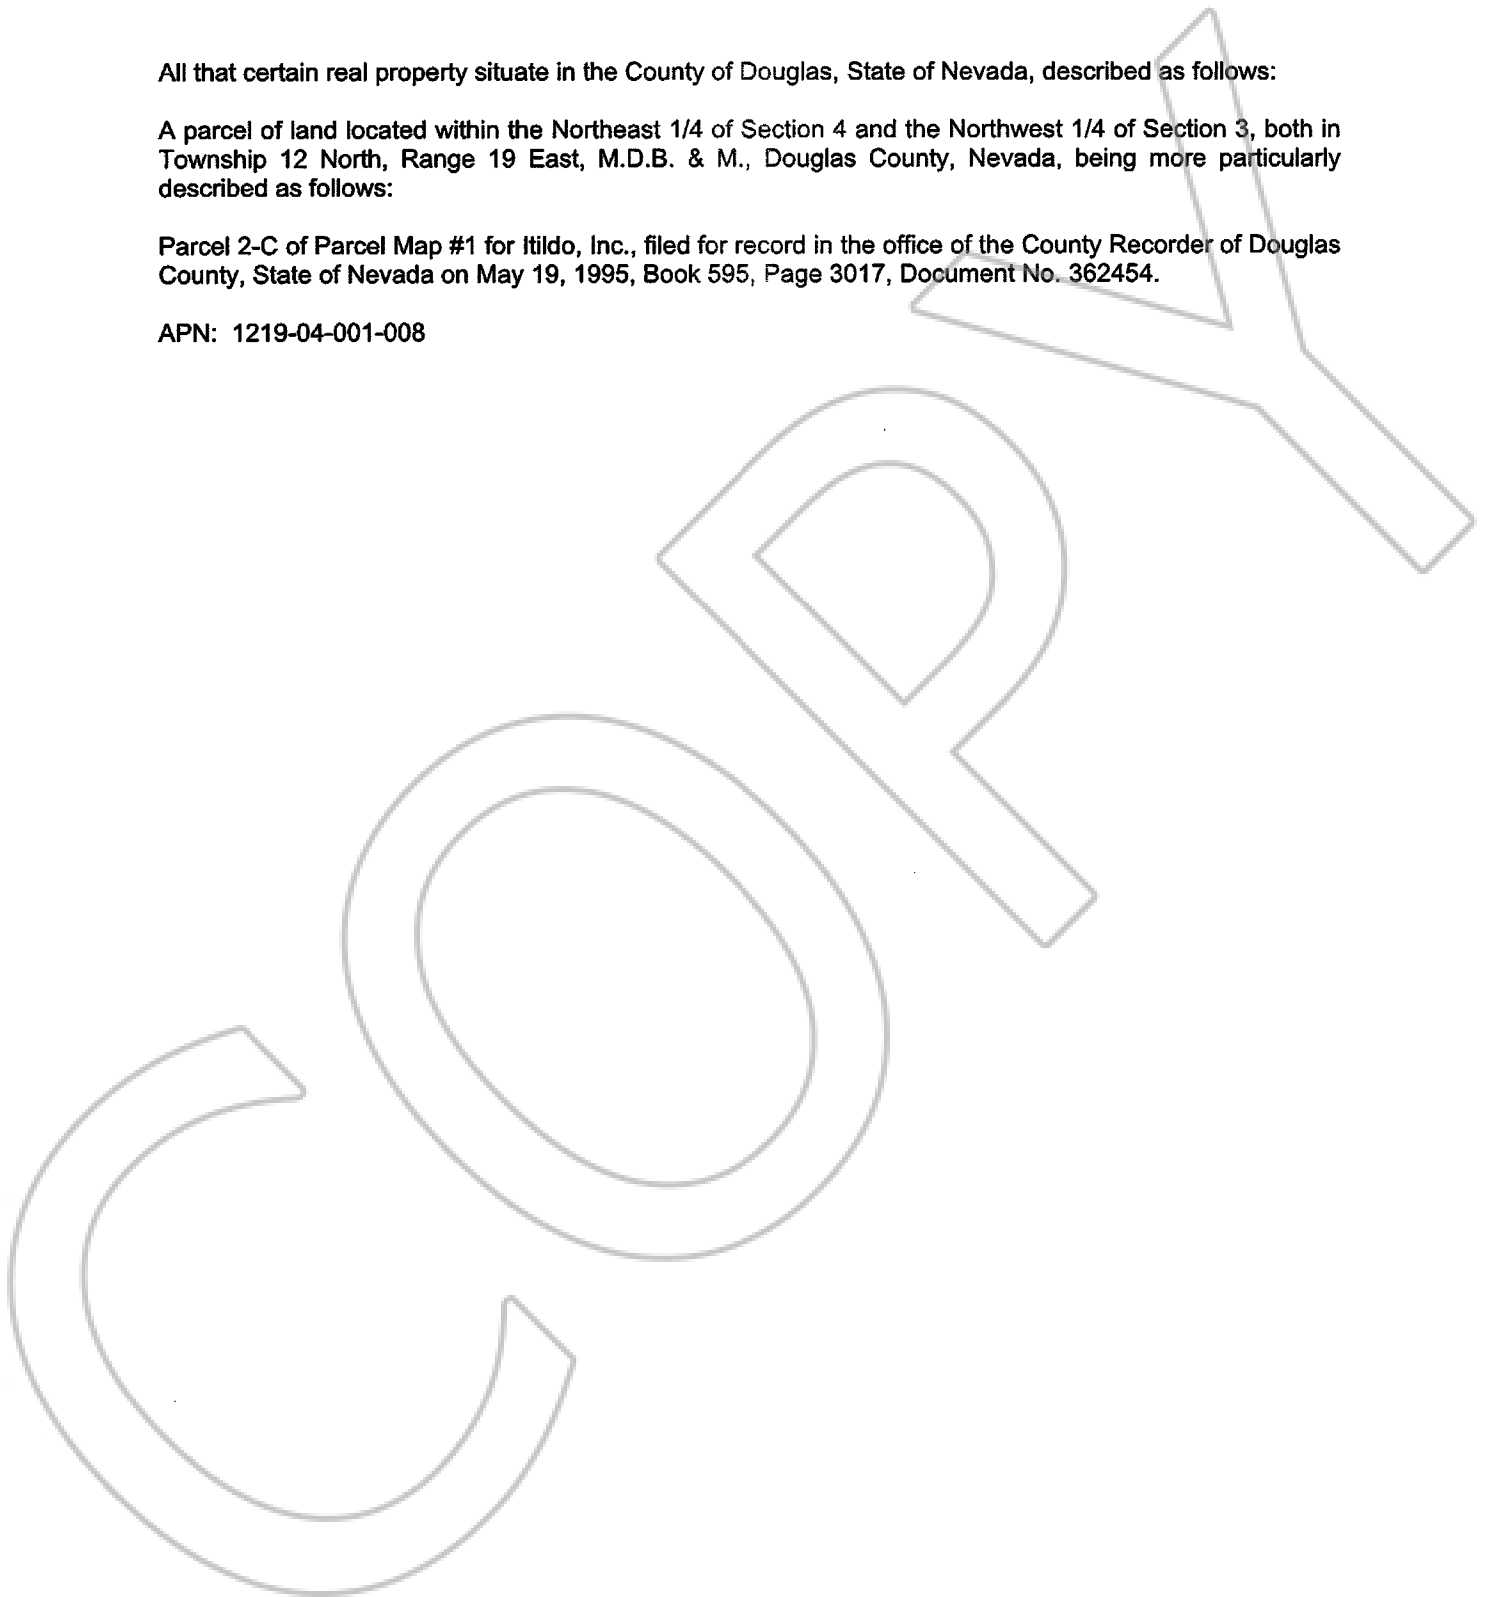 All that certain real property situate in the County of Douglas, State of Nevada, described as follows:
A parcel of land located within the Northeast 1/4 of Section 4 and the Northwest 1/4 of Section 3, both in
Township 12 North, Range 19 East, M.D.B. & M., Douglas County, Nevada, being more particularly
described as follows:
Parcel 2-C of Parcel Map #1 for Itildo, Inc., filed for record in the office of the County Recorder of Douglas
County, State of Nevada on May 19, 1995, Book 595, Page 3017, Document No. 362454.
APN: 1219-04-001-008
COPY